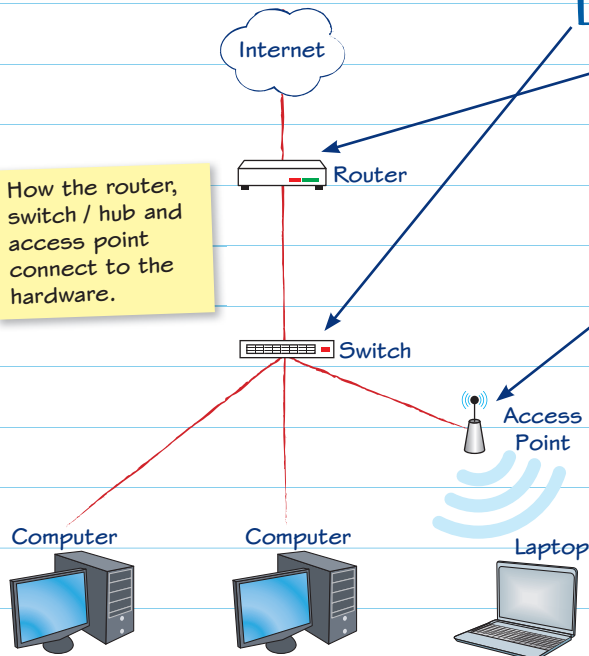 Internet
Router
How the router,
switch / hub and
access point
connect to the
hardware.
Switch
Access
Point
Computer
Computer
Laptop